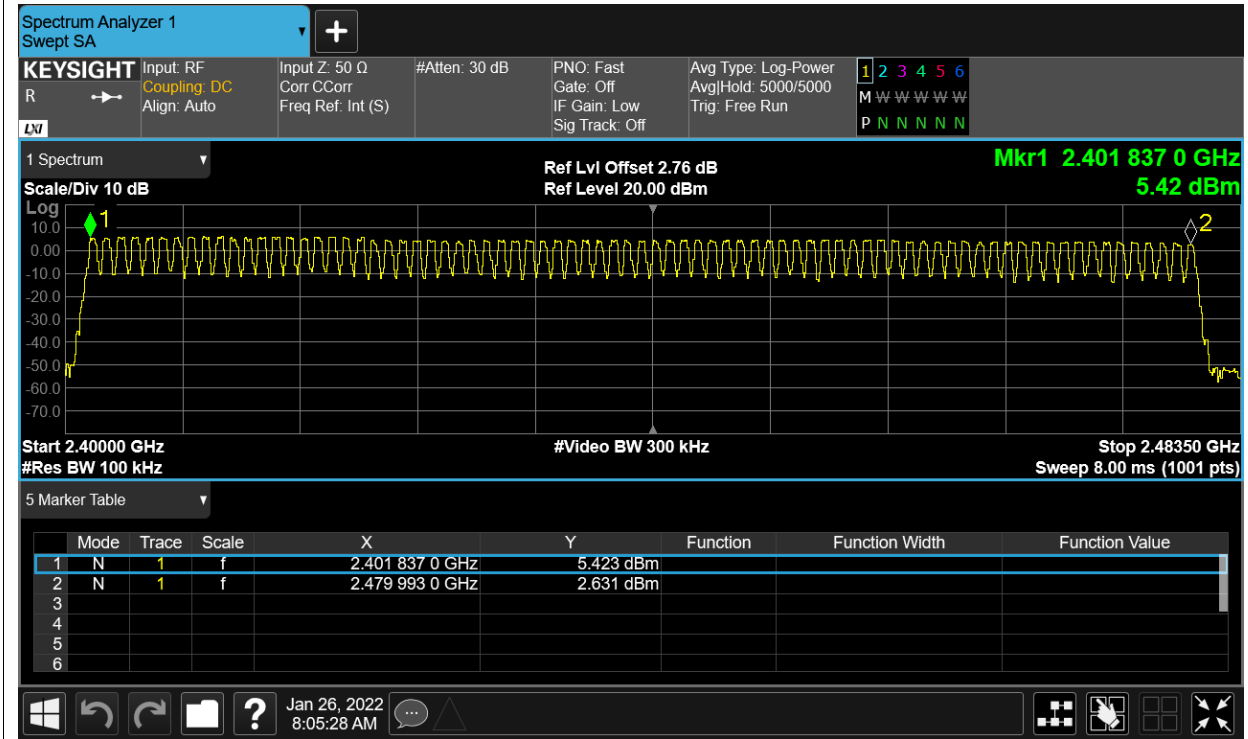 Spectrum Analyzer 1
Swept SA
+
KEYSIGHT Input: RF Input Z: 50 Ω #Atten: 30 dB PNO: Fast Avg Type: Log-Power 1 2 3 4 5 6
R Coupling: DC Corr CCorr Gate: Off Avg|Hold: 5000/5000 M W W W W W
Align: Auto Freq Ref: Int (S) IF Gain: Low Trig: Free Run
LXI Sig Track: Off P N N N N N
1 Spectrum Ref Lvl Offset 2.76 dB Mkr1 2.401 837 0 GHz
Scale/Div 10 dB Ref Level 20.00 dBm 5.42 dBm
Log
1 2
10.0
0.00
-10.0
-20.0
-30.0
-40.0
-50.0
-60.0
-70.0
Start 2.40000 GHz #Video BW 300 kHz Stop 2.48350 GHz
#Res BW 100 kHz Sweep 8.00 ms (1001 pts)
5 Marker Table
Mode Trace Scale X Y Function Function Width Function Value
1 N 1 f 2.401 837 0 GHz 5.423 dBm
2 N 1 f 2.479 993 0 GHz 2.631 dBm
3
4
5
6
? Jan 26, 2022
8:05:28 AM